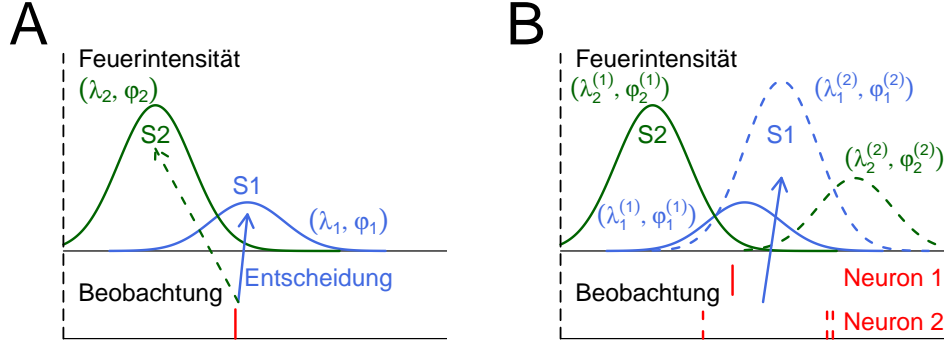 A
Feuerintensität
(λ₂, φ₂)
S2
S1
(λ₁, φ₁)
Entscheidung
Beobachtung
B
Feuerintensität
(λ₂⁽¹⁾, φ₂⁽¹⁾)
(λ₁⁽²⁾, φ₁⁽²⁾)
S2
S1
(λ₂⁽²⁾, φ₂⁽²⁾)
(λ₁⁽¹⁾, φ₁⁽¹⁾)
Neuron 1
Beobachtung
Neuron 2